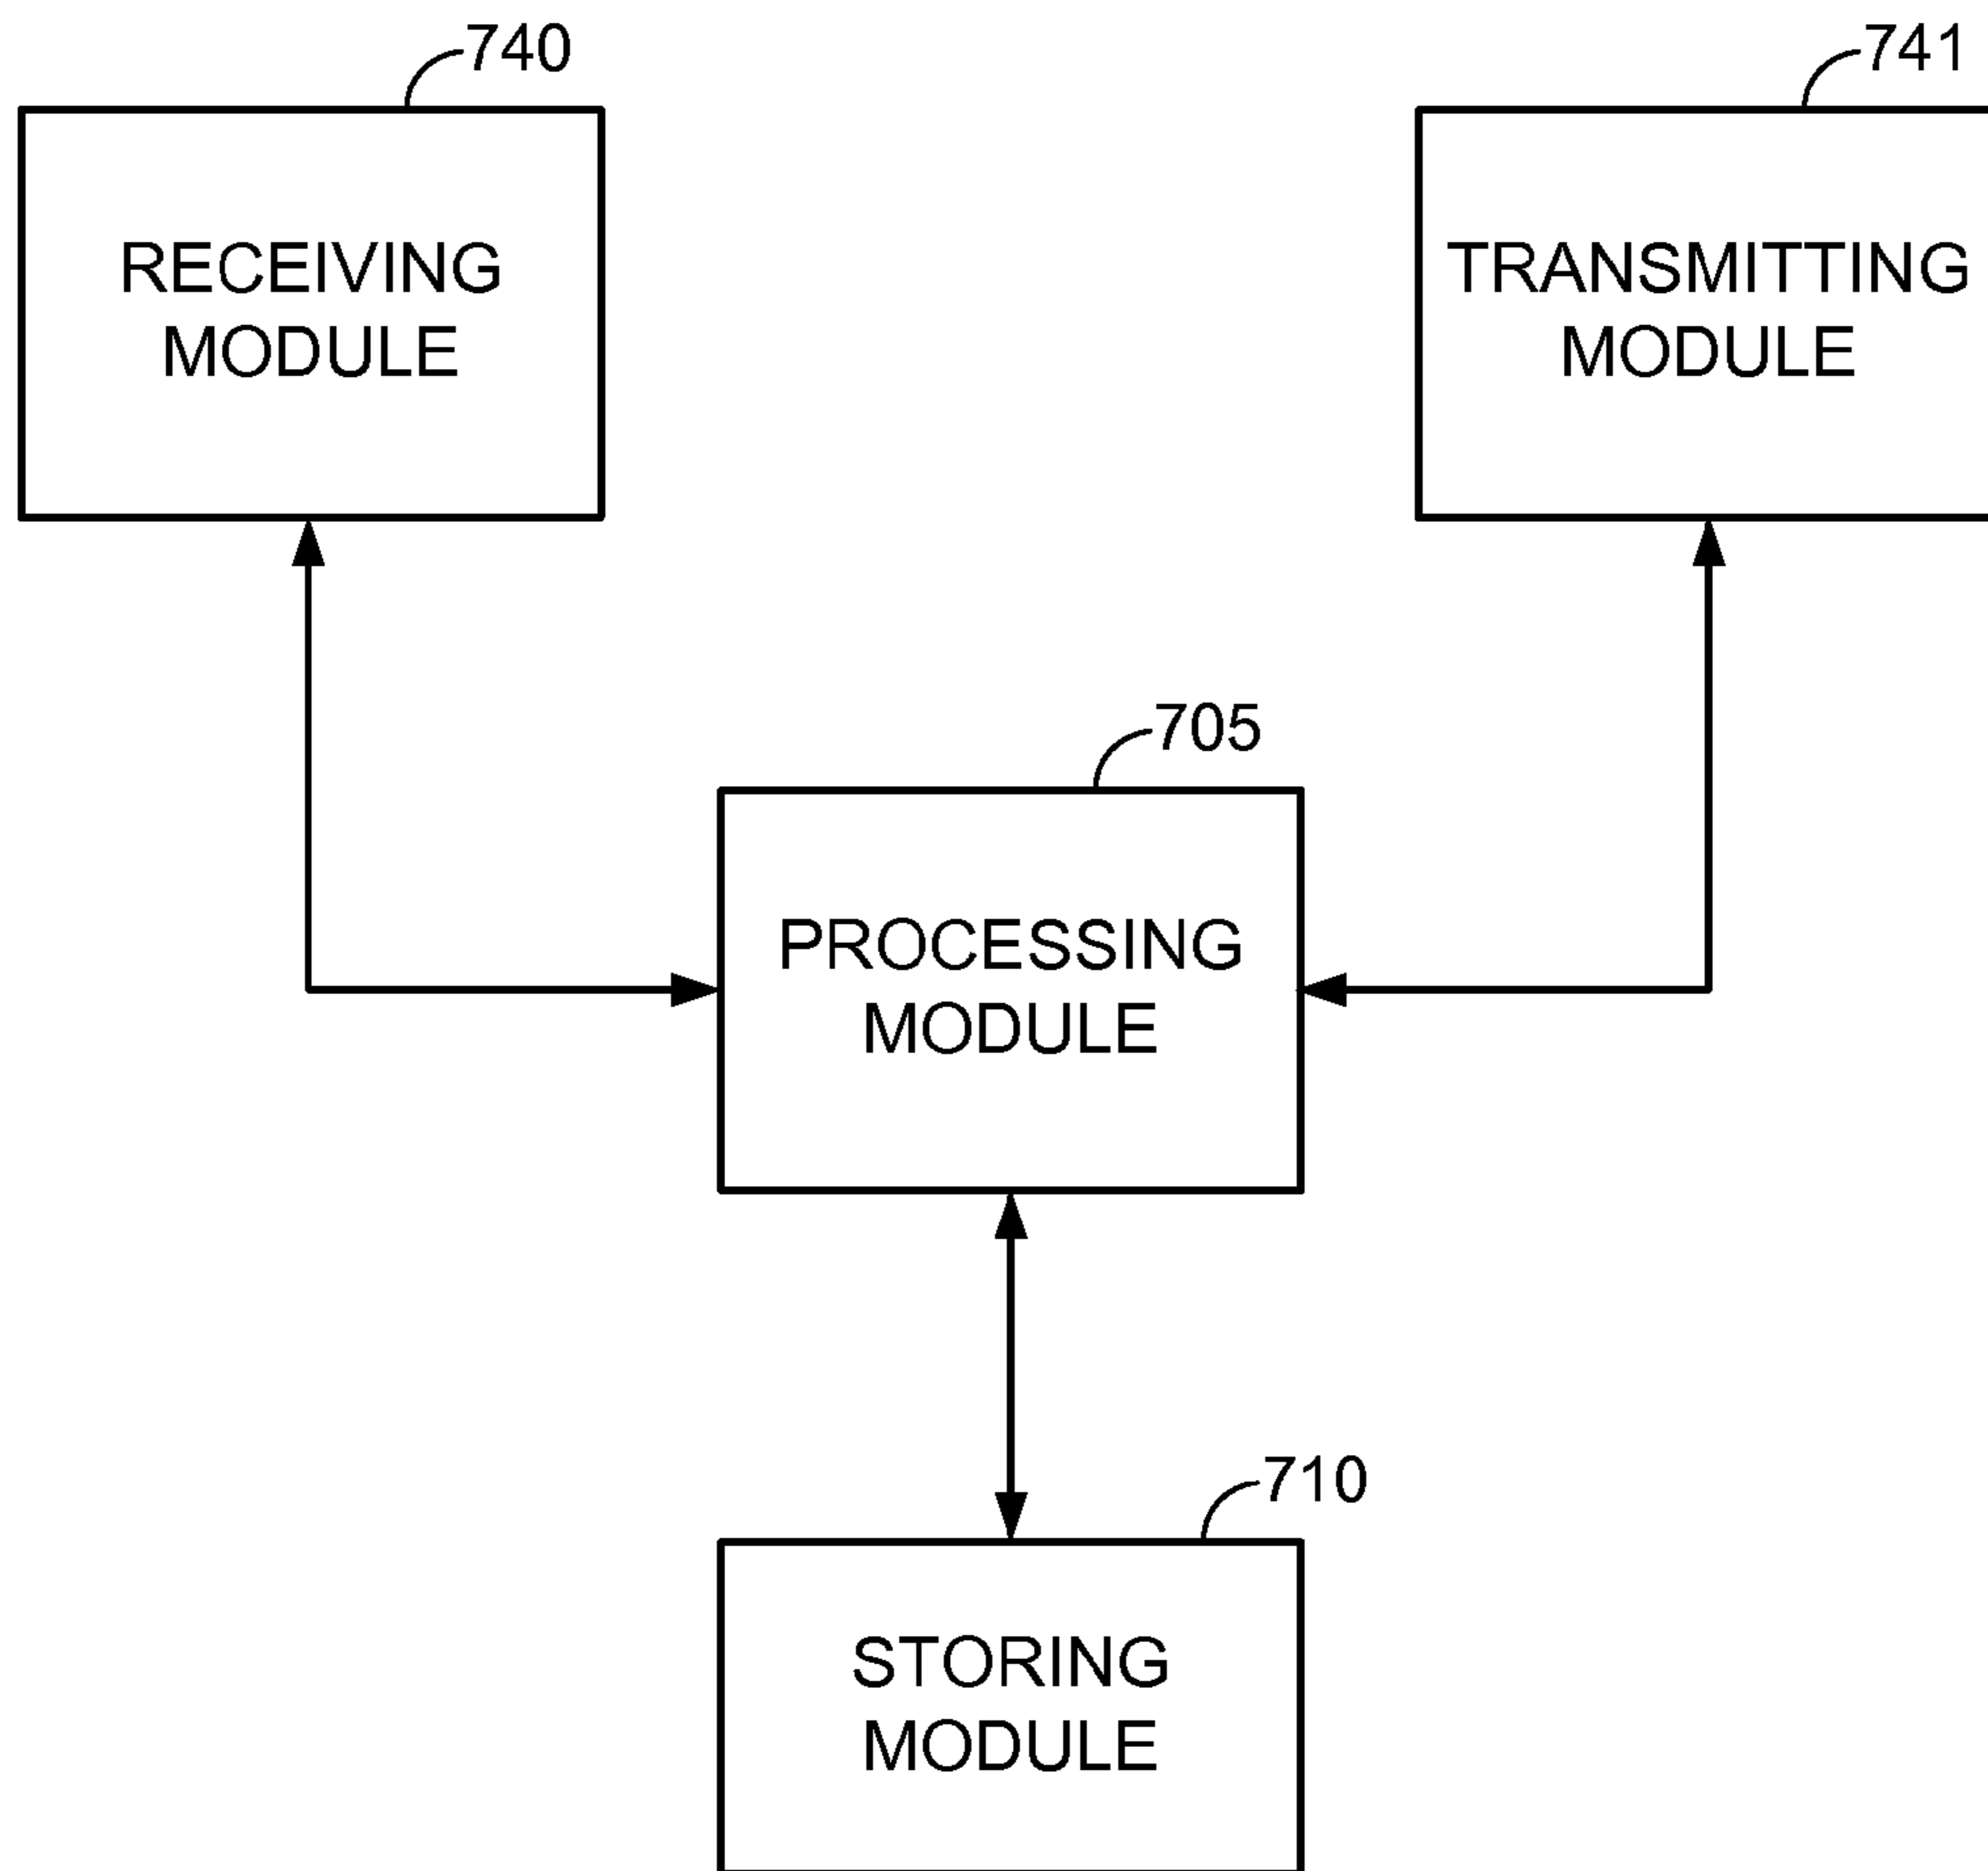 740
741
RECEIVING
MODULE
TRANSMITTING
MODULE
705
PROCESSING
MODULE
710
STORING
MODULE